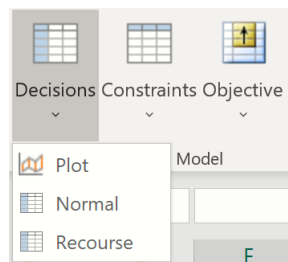 Decisions Constraints Objective
Plot
Model
Normal
Recourse
F